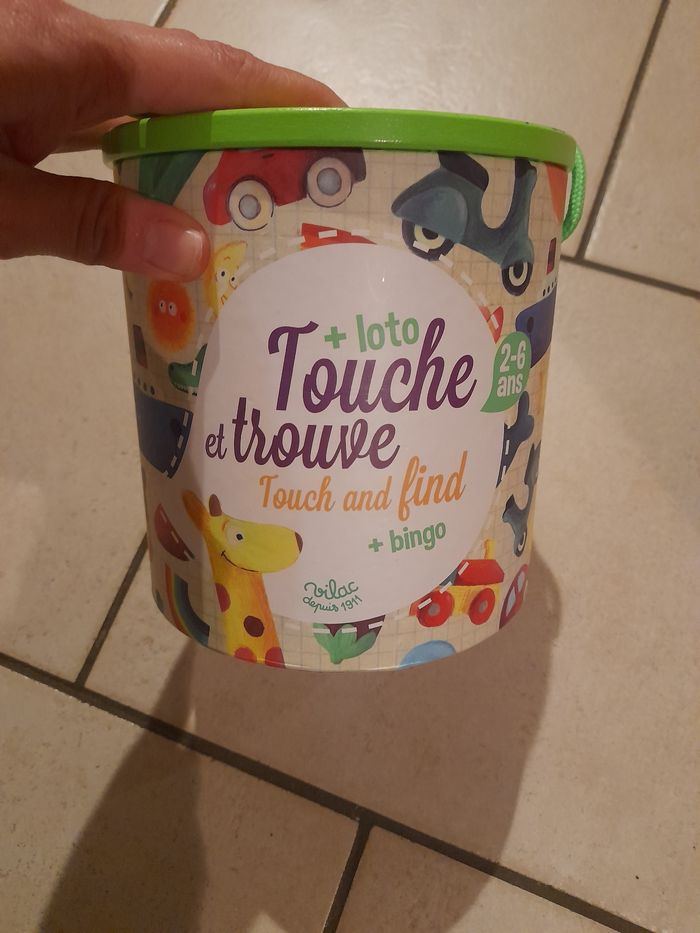 + loto
Touche
et trouve
Touch and find
+ bingo
2-6
ans
Vilac
depuis 1911